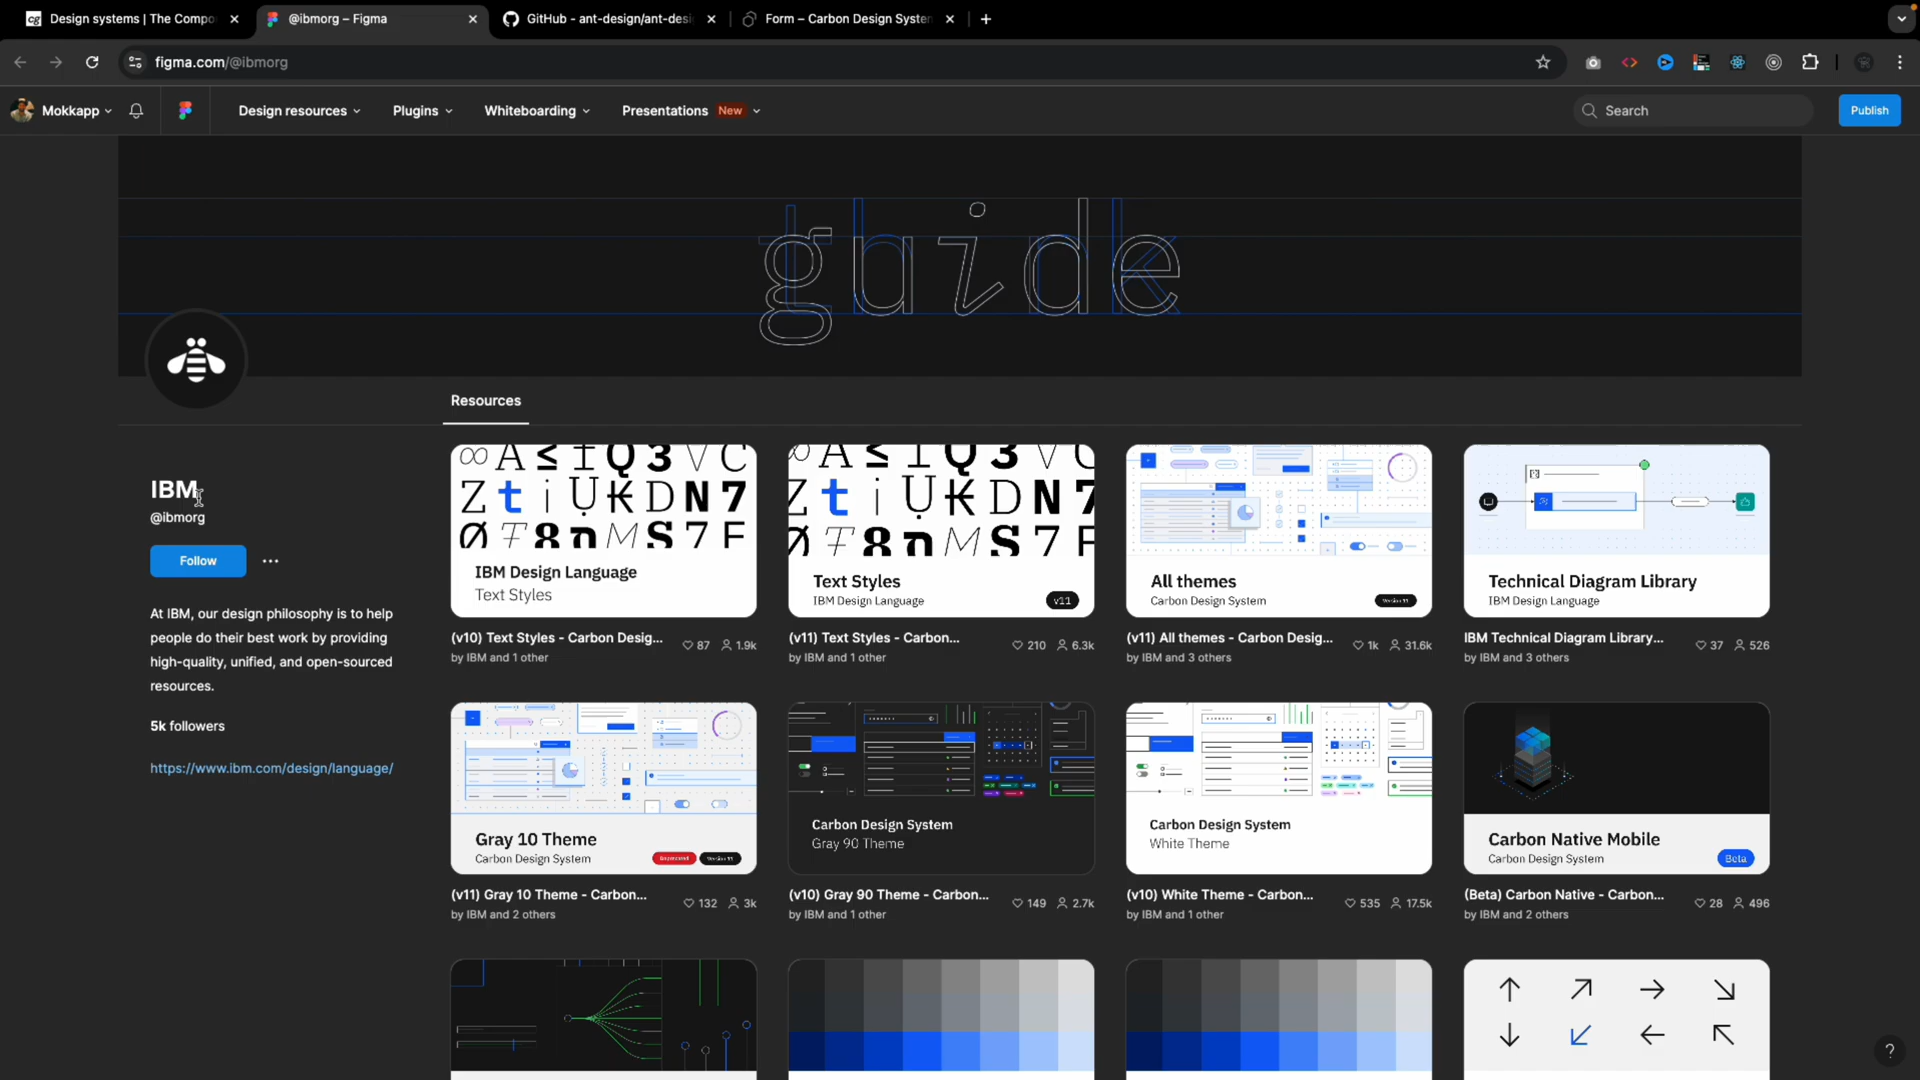 Design systems | The Compo
@ibmorg – Figma
GitHub - ant-design/ant-desi
Form – Carbon Design System
figma.com/@ibmorg
Mokkapp
Design resources
Plugins
Whiteboarding
Presentations New
Search
Publish
guide
Resources
IBM
@ibmorg
Follow
At IBM, our design philosophy is to help
people do their best work by providing
high-quality, unified, and open-sourced
resources.
5k followers
https://www.ibm.com/design/language/
IBM Design Language
Text Styles
(v10) Text Styles - Carbon Desig...
87 1.9k
by IBM and 1 other
Text Styles
IBM Design Language
v11
(v11) Text Styles - Carbon...
210 6.3k
by IBM and 1 other
All themes
Carbon Design System
Version 11
(v11) All themes - Carbon Desig...
1k 31.6k
by IBM and 3 others
Technical Diagram Library
IBM Design Language
IBM Technical Diagram Library...
37 526
by IBM and 3 others
Gray 10 Theme
Carbon Design System
Version 11
(v11) Gray 10 Theme - Carbon...
132 3k
by IBM and 2 others
Carbon Design System
Gray 90 Theme
(v10) Gray 90 Theme - Carbon...
149 2.7k
by IBM and 1 other
Carbon Design System
White Theme
(v10) White Theme - Carbon...
535 17.5k
by IBM and 1 other
Carbon Native Mobile
Carbon Design System
Beta
(Beta) Carbon Native - Carbon...
28 496
by IBM and 2 others